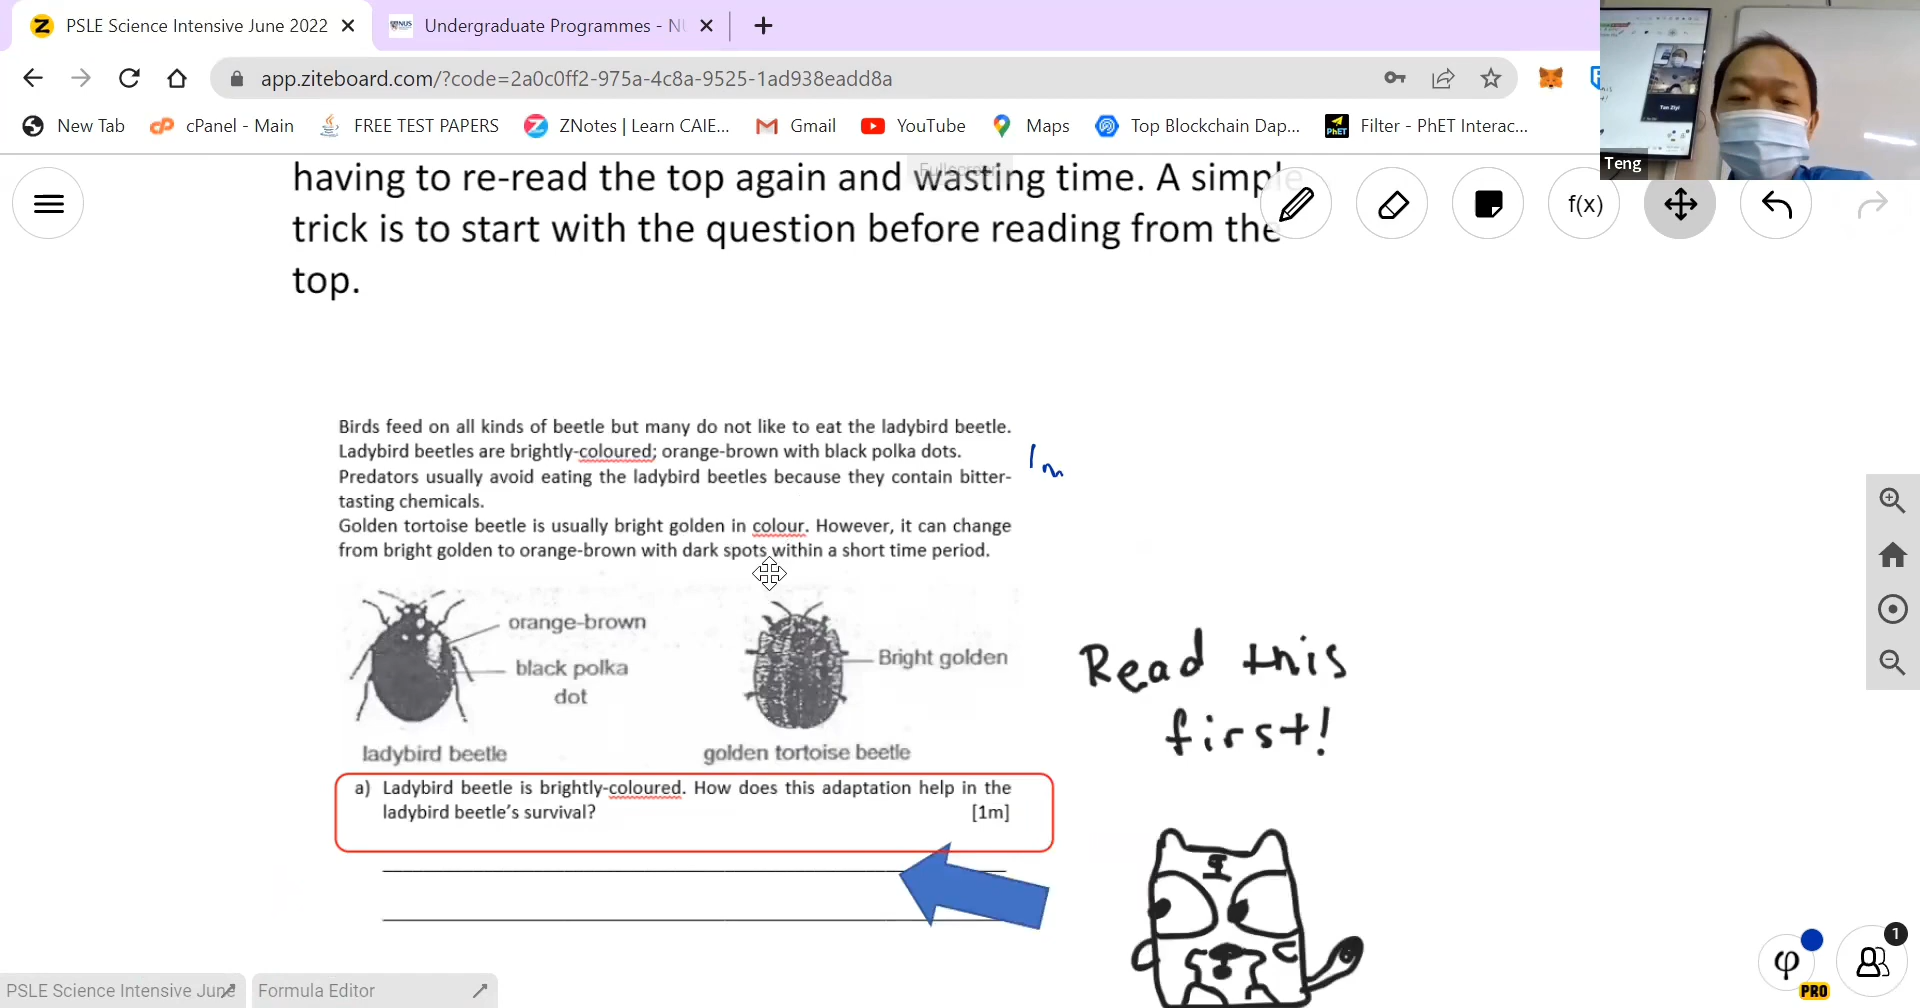 PSLE Science Intensive June 2022
Undergraduate Programmes - NU
app.ziteboard.com/?code=2a0c0ff2-975a-4c8a-9525-1ad938eadd8a
New Tab
cPanel - Main
FREE TEST PAPERS
ZNotes | Learn CAIE...
Gmail
YouTube
Maps
Top Blockchain Dap...
PhET
Filter - PhET Interac...
Tan Ziyi
Teng
Fullscreen
having to re-read the top again and wasting time. A simple
trick is to start with the question before reading from the
top.
f(x)
Birds feed on all kinds of beetle but many do not like to eat the ladybird beetle.
Ladybird beetles are brightly-coloured; orange-brown with black polka dots.
Predators usually avoid eating the ladybird beetles because they contain bitter-
tasting chemicals.
Golden tortoise beetle is usually bright golden in colour. However, it can change
from bright golden to orange-brown with dark spots within a short time period.
1m
orange-brown
black polka
dot
Bright golden
ladybird beetle
golden tortoise beetle
Read this
first!
a) Ladybird beetle is brightly-coloured. How does this adaptation help in the
ladybird beetle's survival? [1m]
1
φ
PRO
PSLE Science Intensive June
Formula Editor